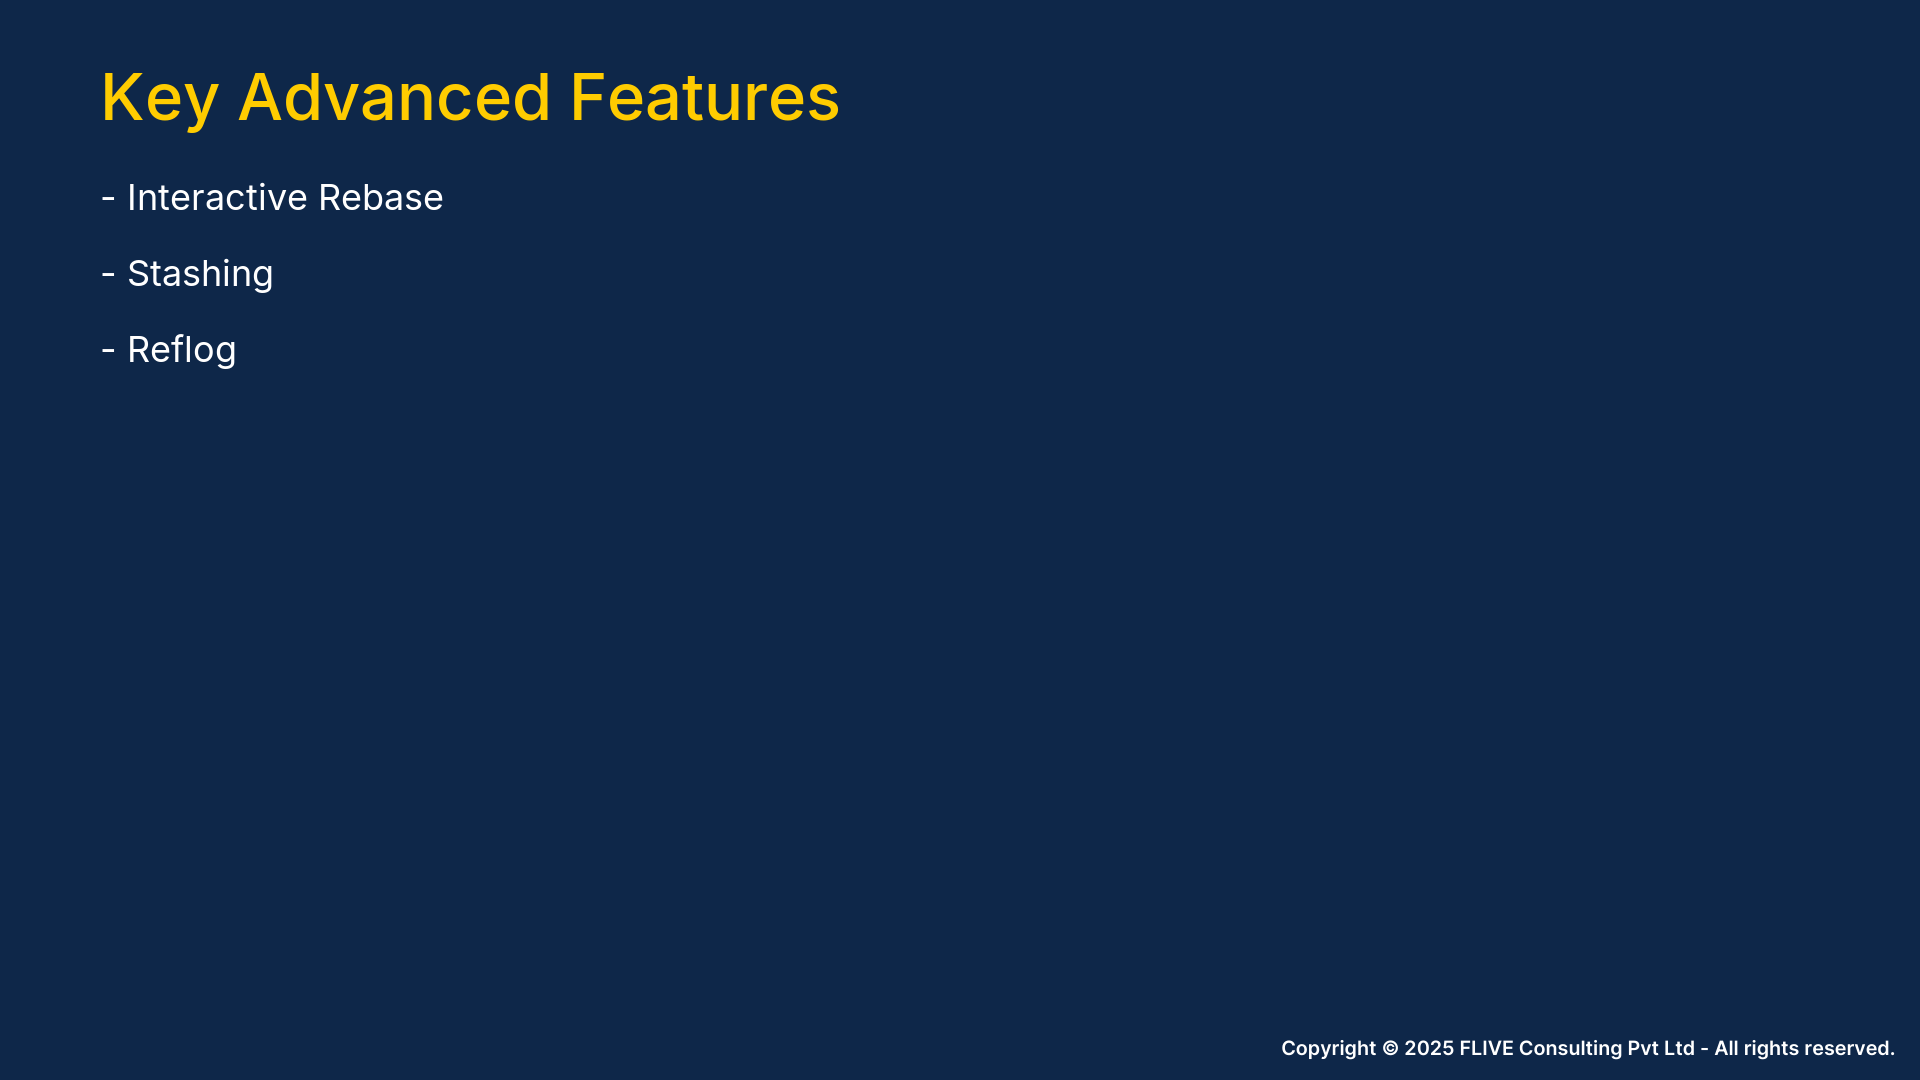 Key Advanced Features
- Interactive Rebase
- Stashing
- Reflog
Copyright © 2025 FLIVE Consulting Pvt Ltd - All rights reserved.